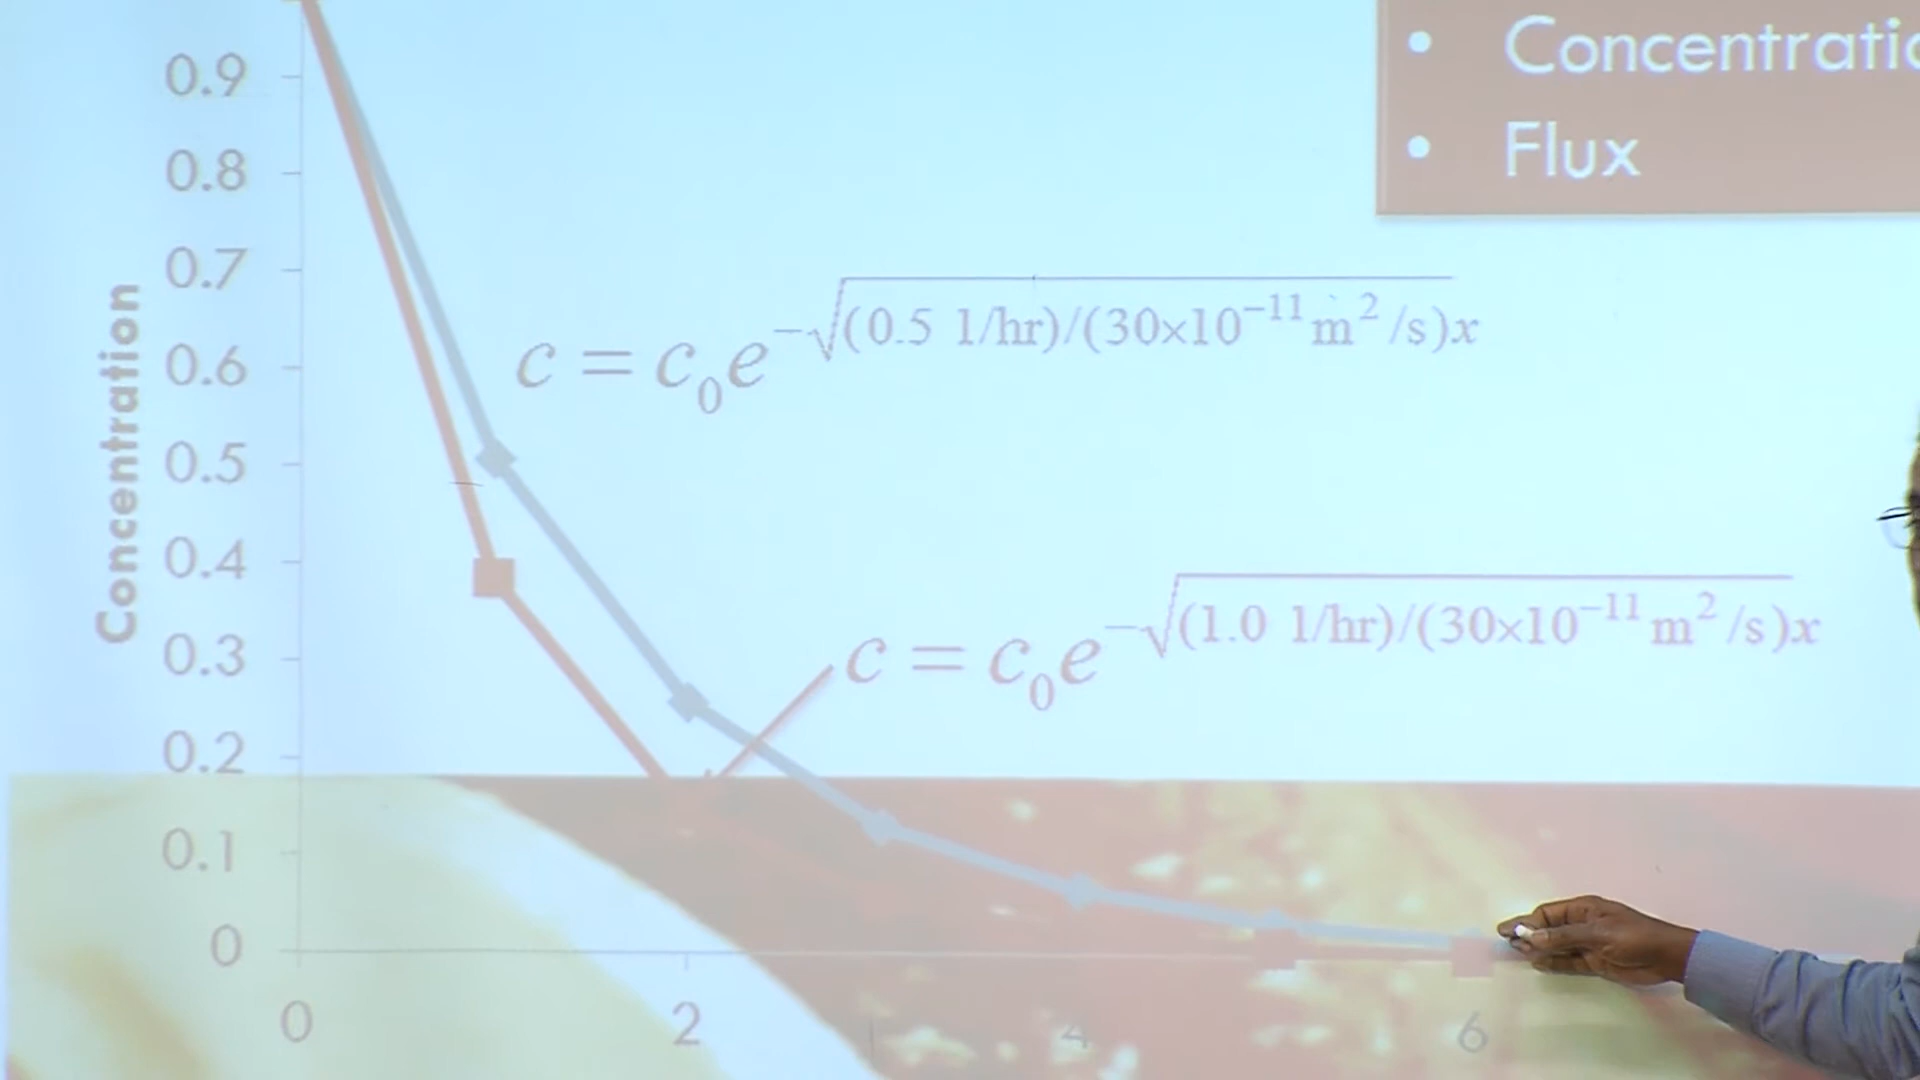 • Concentratio
• Flux
Concentration
0.9
0.8
0.7
0.6
0.5
0.4
0.3
0.2
0.1
0
0 2 4 6
c = c₀e^−√(0.5 1/hr)/(30×10⁻¹¹ m²/s)x
c = c₀e^−√(1.0 1/hr)/(30×10⁻¹¹ m²/s)x